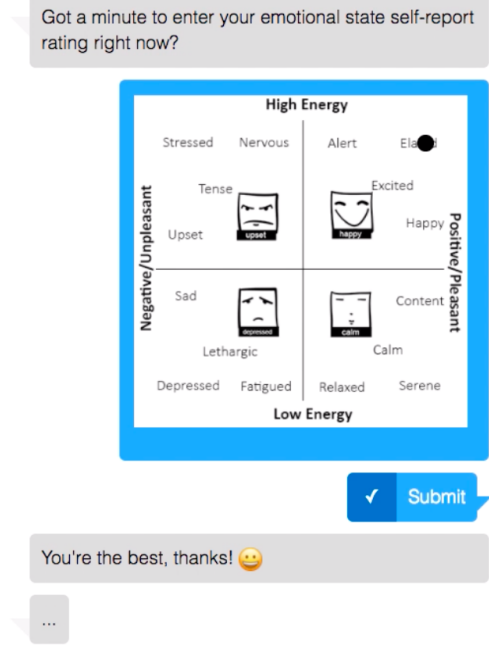 Got a minute to enter your emotional state self-report
rating right now?
High Energy
Stressed Nervous Alert
Tense Excited
Negative/Unpleasant
upset
happy
Upset
Happy
Positive/Pleasant
Sad
Content
depressed
calm
Lethargic Calm
Depressed Fatigued Relaxed Serene
Low Energy
✓ Submit
You're the best, thanks! 😀
...